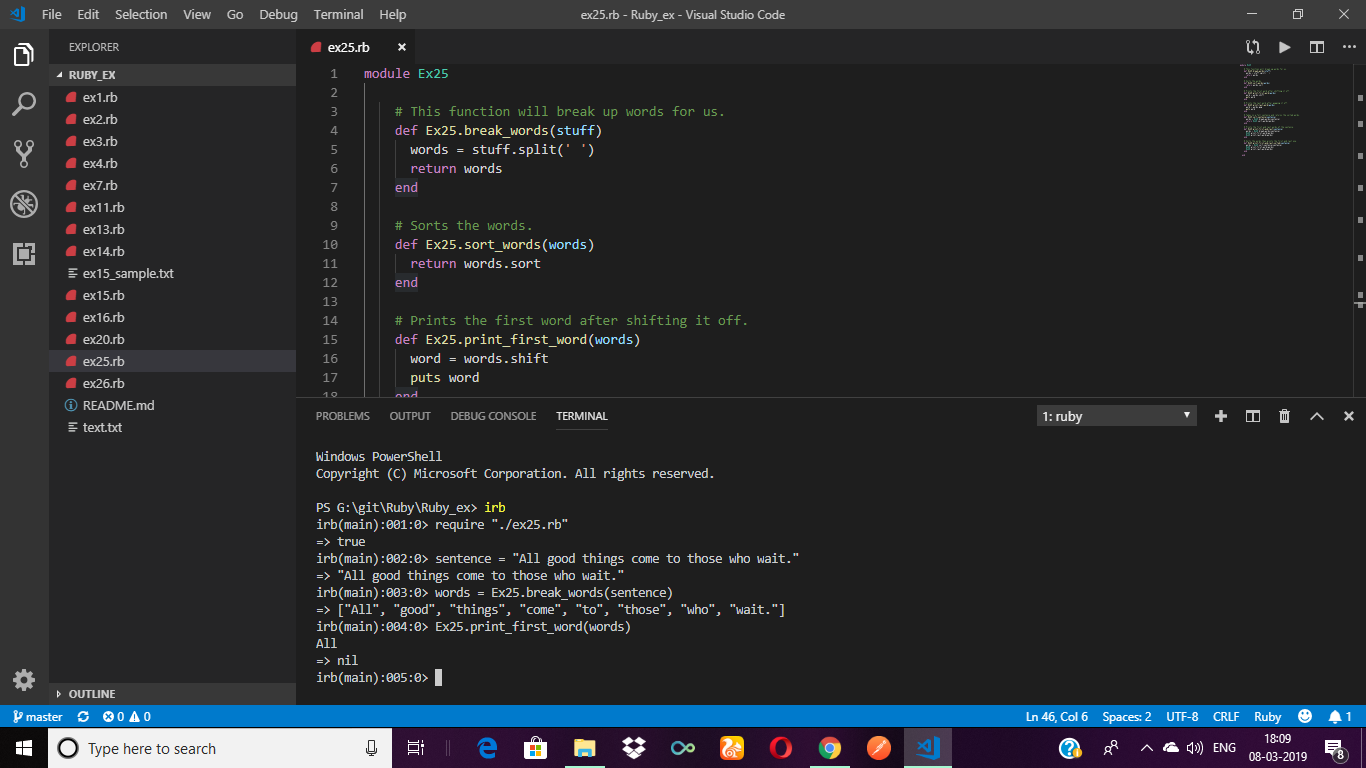 File Edit Selection View Go Debug Terminal Help
ex25.rb - Ruby_ex - Visual Studio Code
EXPLORER
RUBY_EX
ex1.rb
ex2.rb
ex3.rb
ex4.rb
ex7.rb
ex11.rb
ex13.rb
ex14.rb
ex15_sample.txt
ex15.rb
ex16.rb
ex20.rb
ex25.rb
ex26.rb
README.md
text.txt
OUTLINE
ex25.rb
1 module Ex25
2
3 # This function will break up words for us.
4 def Ex25.break_words(stuff)
5 words = stuff.split(' ')
6 return words
7 end
8
9 # Sorts the words.
10 def Ex25.sort_words(words)
11 return words.sort
12 end
13
14 # Prints the first word after shifting it off.
15 def Ex25.print_first_word(words)
16 word = words.shift
17 puts word
18 end
PROBLEMS OUTPUT DEBUG CONSOLE TERMINAL
1: ruby
Windows PowerShell
Copyright (C) Microsoft Corporation. All rights reserved.
PS G:\git\Ruby\Ruby_ex> irb
irb(main):001:0> require "./ex25.rb"
=> true
irb(main):002:0> sentence = "All good things come to those who wait."
=> "All good things come to those who wait."
irb(main):003:0> words = Ex25.break_words(sentence)
=> ["All", "good", "things", "come", "to", "those", "who", "wait."]
irb(main):004:0> Ex25.print_first_word(words)
All
=> nil
irb(main):005:0>
master 0 0
Ln 46, Col 6 Spaces: 2 UTF-8 CRLF Ruby 1
Type here to search
ENG
18:09
08-03-2019
8